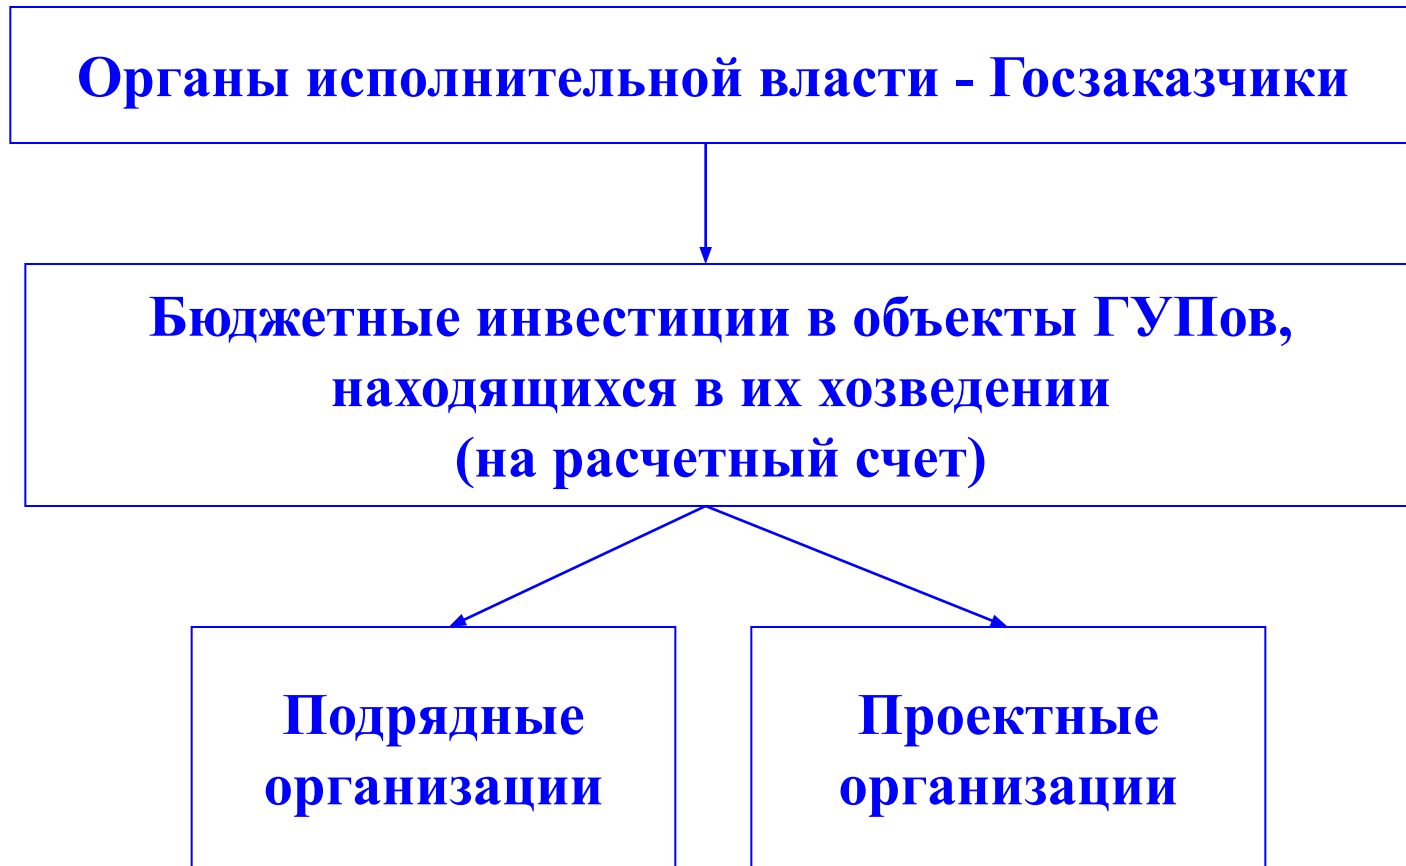 Органы исполнительной власти - Госзаказчики
Бюджетные инвестиции в объекты ГУПов,
находящихся в их хозведении
(на расчетный счет)
Подрядные
организации
Проектные
организации